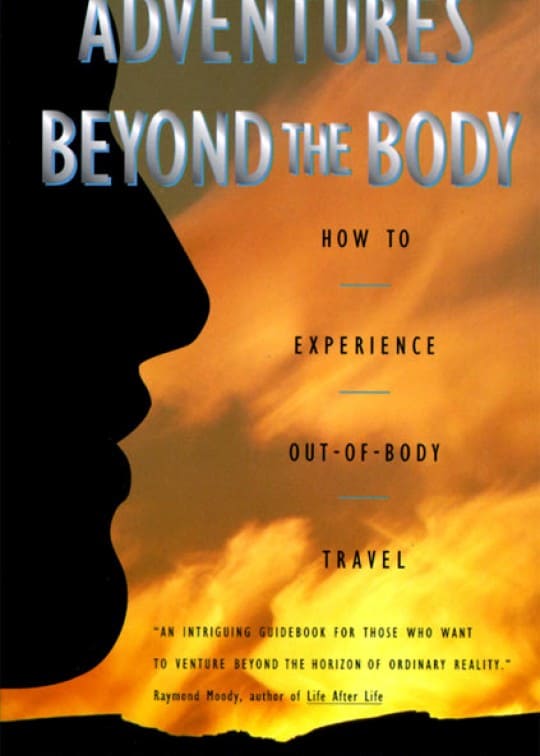 ADVENTURES
BEYOND THE BODY
HOW TO
EXPERIENCE
OUT-OF-BODY
TRAVEL
"AN INTRIGUING GUIDEBOOK FOR THOSE WHO WANT
TO VENTURE BEYOND THE HORIZON OF ORDINARY REALITY."
Raymond Moody, author of Life After Life